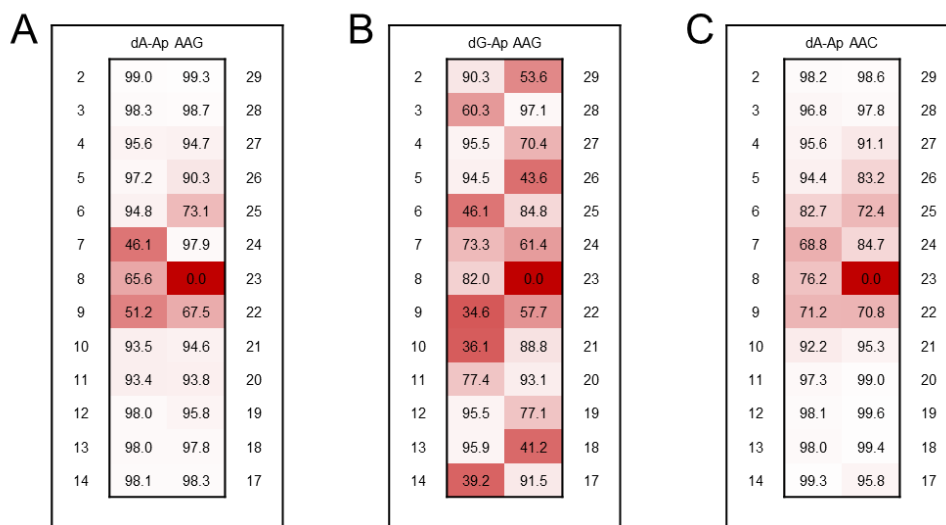 A B C
dA-Ap AAG dG-Ap AAG dA-Ap AAC
2 99.0 99.3 29 2 90.3 53.6 29 2 98.2 98.6 29
3 98.3 98.7 28 3 60.3 97.1 28 3 96.8 97.8 28
4 95.6 94.7 27 4 95.5 70.4 27 4 95.6 91.1 27
5 97.2 90.3 26 5 94.5 43.6 26 5 94.4 83.2 26
6 94.8 73.1 25 6 46.1 84.8 25 6 82.7 72.4 25
7 46.1 97.9 24 7 73.3 61.4 24 7 68.8 84.7 24
8 65.6 0.0 23 8 82.0 0.0 23 8 76.2 0.0 23
9 51.2 67.5 22 9 34.6 57.7 22 9 71.2 70.8 22
10 93.5 94.6 21 10 36.1 88.8 21 10 92.2 95.3 21
11 93.4 93.8 20 11 77.4 93.1 20 11 97.3 99.0 20
12 98.0 95.8 19 12 95.5 77.1 19 12 98.1 99.6 19
13 98.0 97.8 18 13 95.9 41.2 18 13 98.0 99.4 18
14 98.1 98.3 17 14 39.2 91.5 17 14 99.3 95.8 17